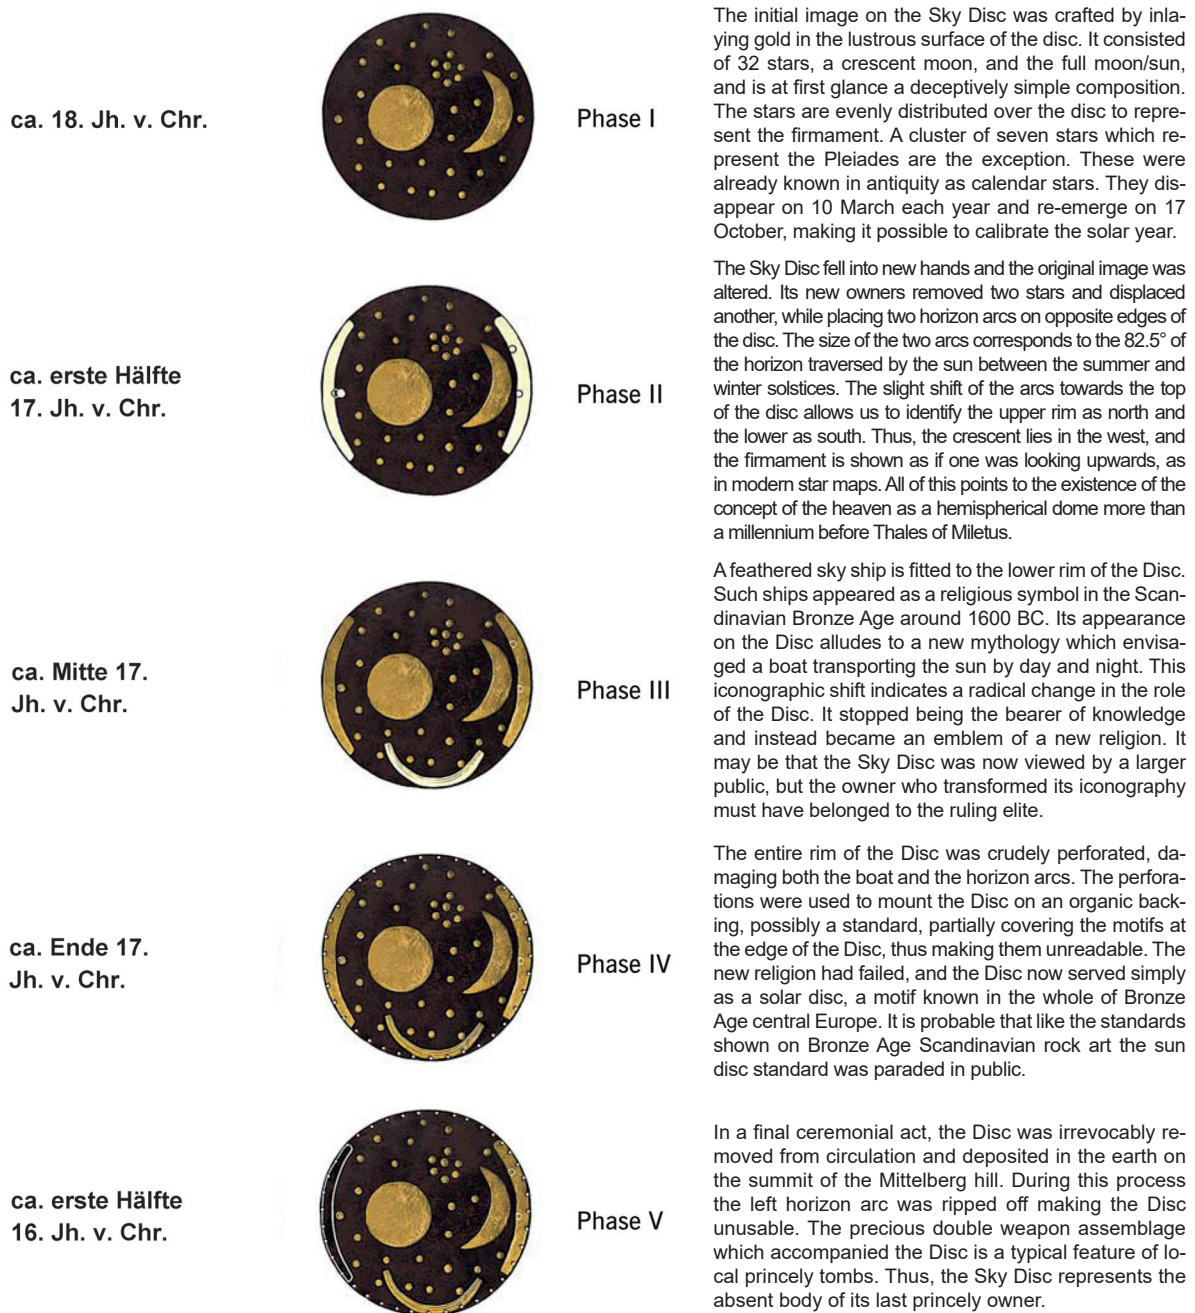 ca. 18. Jh. v. Chr.
Phase I
The initial image on the Sky Disc was crafted by inla-
ying gold in the lustrous surface of the disc. It consisted
of 32 stars, a crescent moon, and the full moon/sun,
and is at first glance a deceptively simple composition.
The stars are evenly distributed over the disc to repre-
sent the firmament. A cluster of seven stars which re-
present the Pleiades are the exception. These were
already known in antiquity as calendar stars. They dis-
appear on 10 March each year and re-emerge on 17
October, making it possible to calibrate the solar year.
ca. erste Hälfte
17. Jh. v. Chr.
Phase II
The Sky Disc fell into new hands and the original image was
altered. Its new owners removed two stars and displaced
another, while placing two horizon arcs on opposite edges of
the disc. The size of the two arcs corresponds to the 82.5° of
the horizon traversed by the sun between the summer and
winter solstices. The slight shift of the arcs towards the top
of the disc allows us to identify the upper rim as north and
the lower as south. Thus, the crescent lies in the west, and
the firmament is shown as if one was looking upwards, as
in modern star maps. All of this points to the existence of the
concept of the heaven as a hemispherical dome more than
a millennium before Thales of Miletus.
ca. Mitte 17.
Jh. v. Chr.
Phase III
A feathered sky ship is fitted to the lower rim of the Disc.
Such ships appeared as a religious symbol in the Scan-
dinavian Bronze Age around 1600 BC. Its appearance
on the Disc alludes to a new mythology which envisa-
ged a boat transporting the sun by day and night. This
iconographic shift indicates a radical change in the role
of the Disc. It stopped being the bearer of knowledge
and instead became an emblem of a new religion. It
may be that the Sky Disc was now viewed by a larger
public, but the owner who transformed its iconography
must have belonged to the ruling elite.
ca. Ende 17.
Jh. v. Chr.
Phase IV
The entire rim of the Disc was crudely perforated, da-
maging both the boat and the horizon arcs. The perfora-
tions were used to mount the Disc on an organic back-
ing, possibly a standard, partially covering the motifs at
the edge of the Disc, thus making them unreadable. The
new religion had failed, and the Disc now served simply
as a solar disc, a motif known in the whole of Bronze
Age central Europe. It is probable that like the standards
shown on Bronze Age Scandinavian rock art the sun
disc standard was paraded in public.
ca. erste Hälfte
16. Jh. v. Chr.
Phase V
In a final ceremonial act, the Disc was irrevocably re-
moved from circulation and deposited in the earth on
the summit of the Mittelberg hill. During this process
the left horizon arc was ripped off making the Disc
unusable. The precious double weapon assemblage
which accompanied the Disc is a typical feature of lo-
cal princely tombs. Thus, the Sky Disc represents the
absent body of its last princely owner.